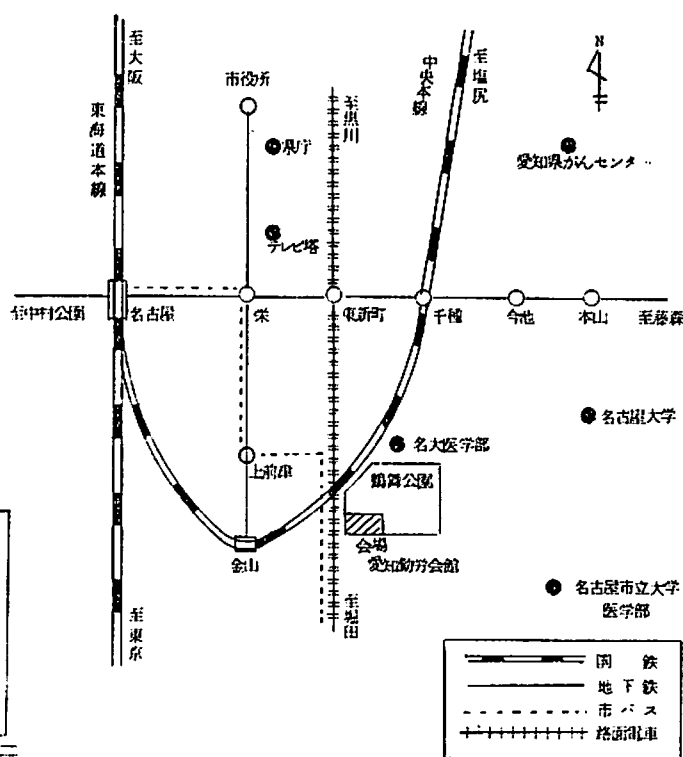 至大阪
東海道本線
市役所
県庁
テレビ塔
至黒川
中央本線
至塩尻
N
愛知県がんセンター
至中村公園
名古屋
栄
東新町
千種
今池
本山
至藤森
上前津
金山
名大医学部
名古屋大学
鶴舞公園
会場
愛知勤労会館
名古屋市立大学
医学部
至堀田
至東京
国鉄
地下鉄
市バス
路面電車